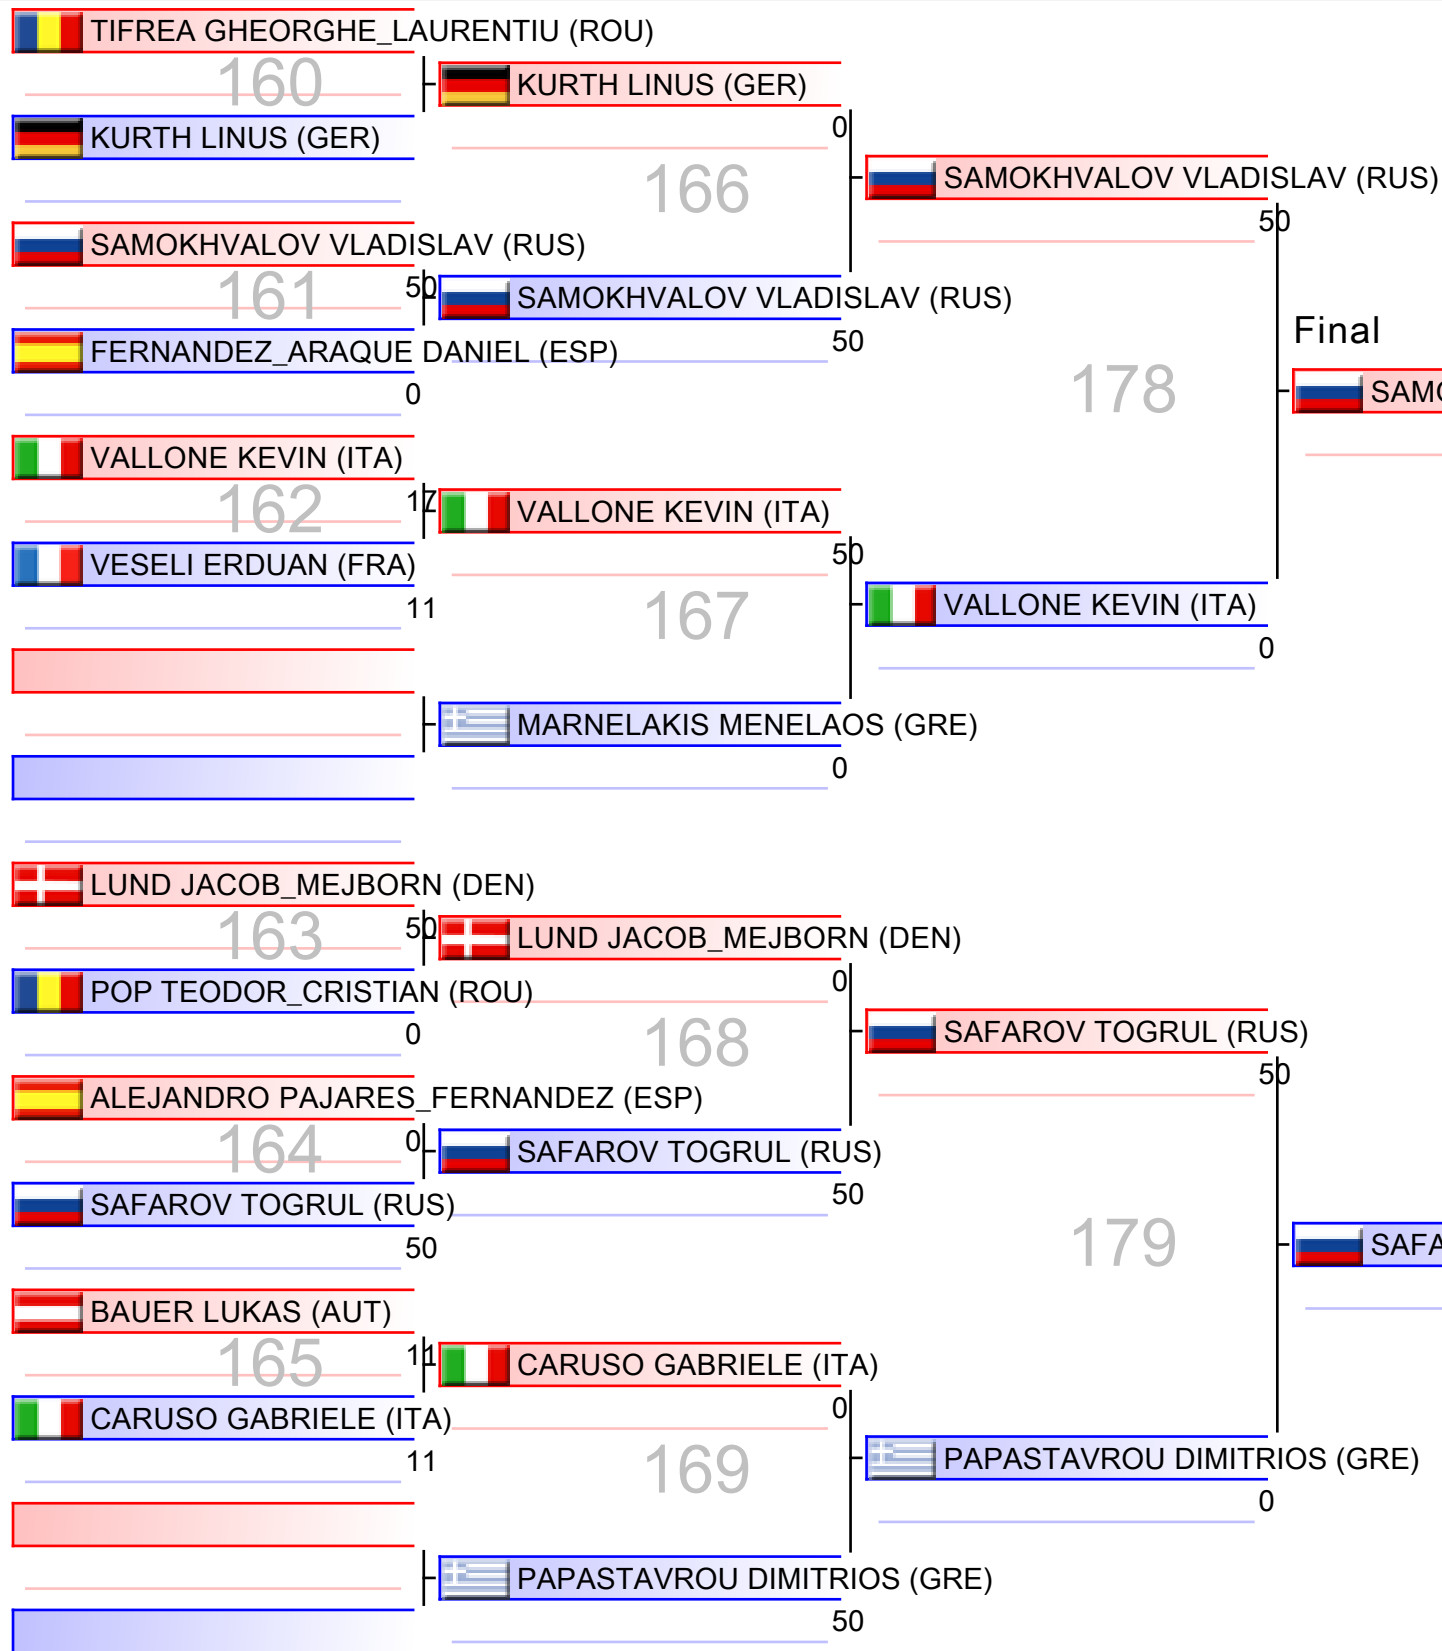 TIFREA GHEORGHE_LAURENTIU (ROU)
160
KURTH LINUS (GER)
KURTH LINUS (GER)
0
166
SAMOKHVALOV VLADISLAV (RUS)
50
SAMOKHVALOV VLADISLAV (RUS)
161
50
SAMOKHVALOV VLADISLAV (RUS)
50
FERNANDEZ_ARAQUE DANIEL (ESP)
0
178
Final
SAMO
VALLONE KEVIN (ITA)
162
17
VALLONE KEVIN (ITA)
50
VESELI ERDUAN (FRA)
11
167
VALLONE KEVIN (ITA)
0
MARNELAKIS MENELAOS (GRE)
0
LUND JACOB_MEJBORN (DEN)
163
50
LUND JACOB_MEJBORN (DEN)
0
POP TEODOR_CRISTIAN (ROU)
0
168
SAFAROV TOGRUL (RUS)
50
ALEJANDRO PAJARES_FERNANDEZ (ESP)
164
0
SAFAROV TOGRUL (RUS)
50
SAFAROV TOGRUL (RUS)
50
179
SAFA
BAUER LUKAS (AUT)
165
11
CARUSO GABRIELE (ITA)
0
CARUSO GABRIELE (ITA)
11
169
PAPASTAVROU DIMITRIOS (GRE)
0
PAPASTAVROU DIMITRIOS (GRE)
50